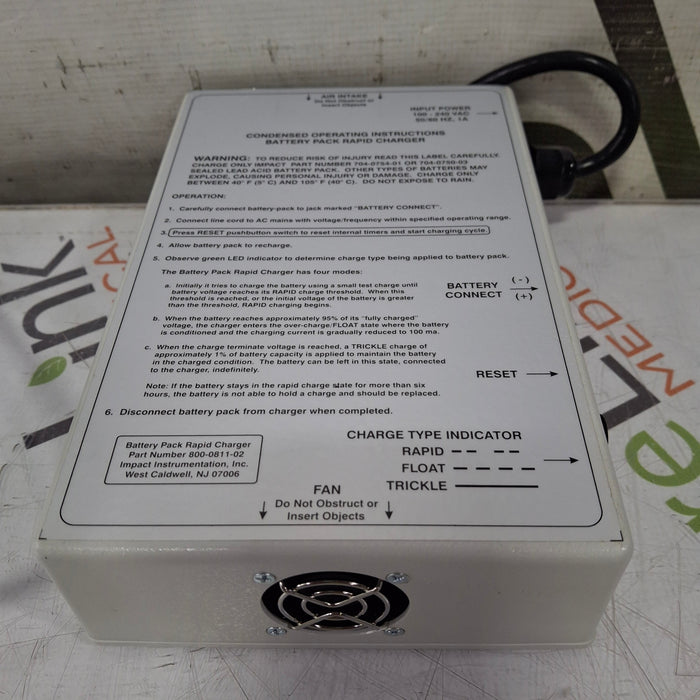 AIR INTAKE
Do Not Obstruct or
Insert Objects
INPUT POWER
100 - 240 VAC
50/60 HZ, 1A
CONDENSED OPERATING INSTRUCTIONS
BATTERY PACK RAPID CHARGER
WARNING: TO REDUCE RISK OF INJURY READ THIS LABEL CAREFULLY.
CHARGE ONLY IMPACT PART NUMBER 704-0754-01 OR 704-0750-03
SEALED LEAD ACID BATTERY PACK. OTHER TYPES OF BATTERIES MAY
EXPLODE, CAUSING PERSONAL INJURY OR DAMAGE. CHARGE ONLY
BETWEEN 40° F (5° C) AND 105° F (40° C). DO NOT EXPOSE TO RAIN.
OPERATION:
1. Carefully connect battery-pack to jack marked "BATTERY CONNECT".
2. Connect line cord to AC mains with voltage/frequency within specified operating range.
3. Press RESET pushbutton switch to reset internal timers and start charging cycle.
4. Allow battery pack to recharge.
5. Observe green LED indicator to determine charge type being applied to battery pack.
The Battery Pack Rapid Charger has four modes:
a. Initially it tries to charge the battery using a small test charge until
battery voltage reaches its RAPID charge threshold. When this
threshold is reached, or the initial voltage of the battery is greater
than the threshold, RAPID charging begins.
BATTERY (-)
CONNECT (+)
b. When the battery reaches approximately 95% of its "fully charged"
voltage, the charger enters the over-charge/FLOAT state where the battery
is conditioned and the charging current is gradually reduced to 100 ma.
c. When the charge terminate voltage is reached, a TRICKLE charge of
approximately 1% of battery capacity is applied to maintain the battery
in the charged condition. The battery can be left in this state, connected
to the charger, indefinitely.
RESET
Note: If the battery stays in the rapid charge state for more than six
hours, the battery is not able to hold a charge and should be replaced.
6. Disconnect battery pack from charger when completed.
Battery Pack Rapid Charger
Part Number 800-0811-02
Impact Instrumentation, Inc.
West Caldwell, NJ 07006
CHARGE TYPE INDICATOR
RAPID
FLOAT
TRICKLE
FAN
Do Not Obstruct or
Insert Objects